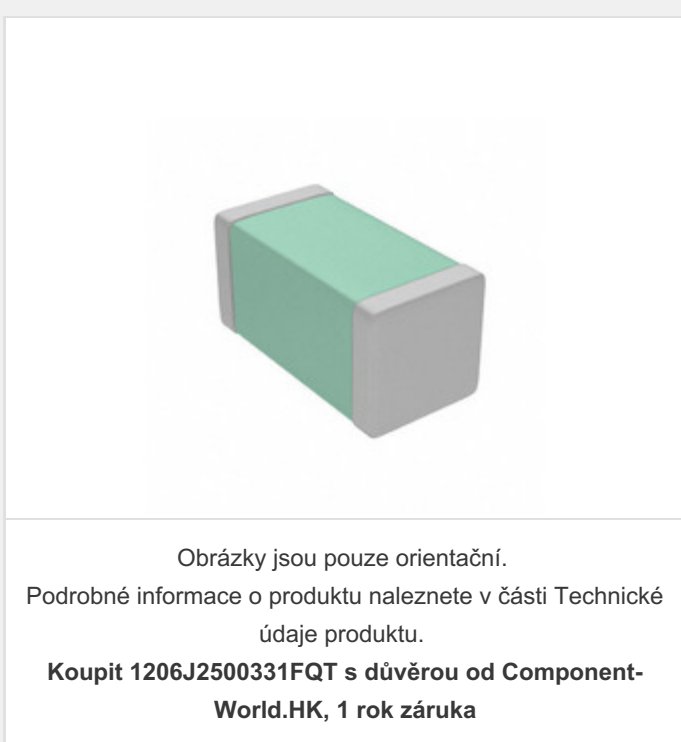 Obrázky jsou pouze orientační.
Podrobné informace o produktu naleznete v části Technické
údaje produktu.
Koupit 1206J2500331FQT s důvěrou od Component-
World.HK, 1 rok záruka